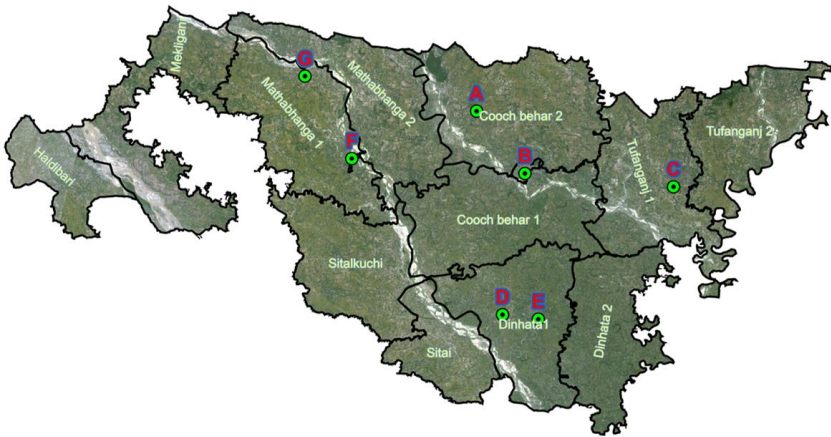 Mekliganj
G
Mathabhanga 2
A
Cooch behar 2
Mathabhanga 1
F
B
Tufanganj 1
C
Tufanganj 2
Haldibari
Cooch behar 1
Sitalkuchi
D
E
Dinhata1
Dinhata 2
Sitai